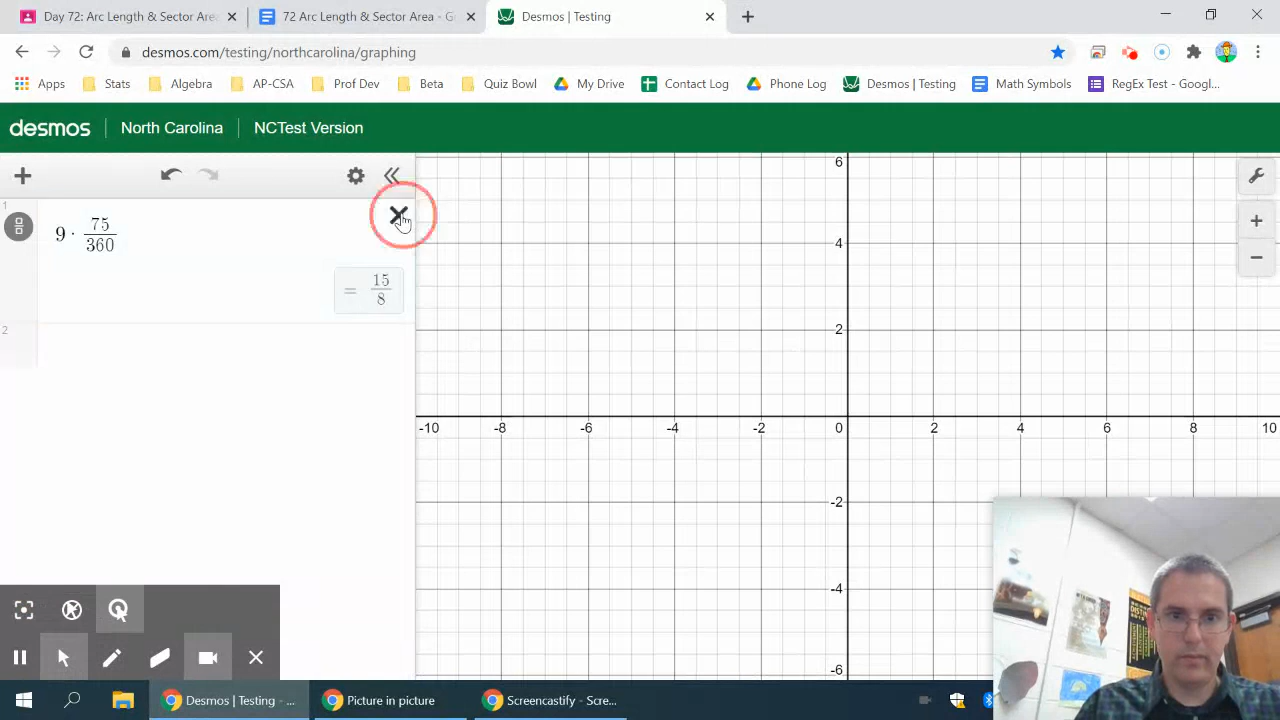 Day 72: Arc Length & Sector Area
72 Arc Length & Sector Area - G
Desmos | Testing
desmos.com/testing/northcarolina/graphing
Apps Stats Algebra AP-CSA Prof Dev Beta Quiz Bowl My Drive Contact Log Phone Log Desmos | Testing Math Symbols RegEx Test - Googl...
desmos North Carolina NCTest Version
1
9 · 75/360
= 15/8
2
6
4
2
-10 -8 -6 -4 -2 0 2 4 6 8 10
-2
-4
-6
Desmos | Testing - ...
Picture in picture
Screencastify - Scre...